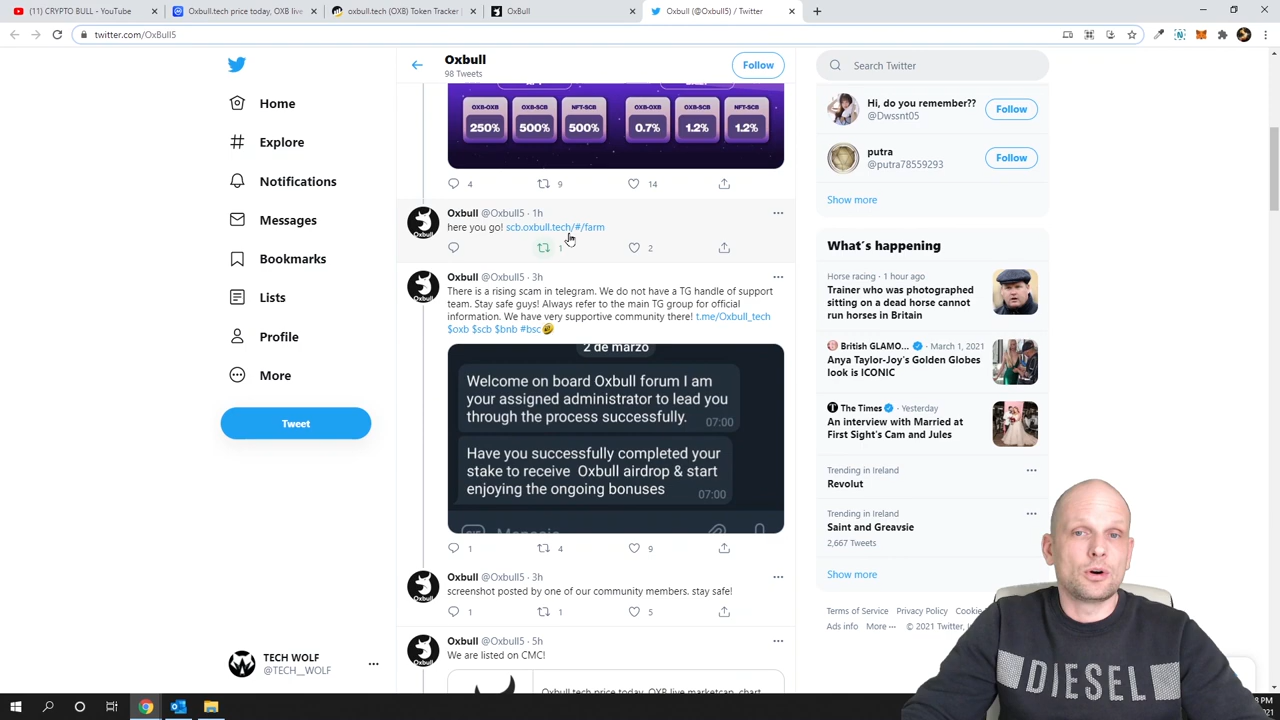 (11) CRYPTO BULL - YouTube
Oxbull.tech price today, OXB live
oxbull.tech (OXB) Token Tracker
OxBull
Oxbull (@Oxbull5) / Twitter
twitter.com/OxBull5
Oxbull
98 Tweets
Follow
Search Twitter
Home
Explore
Notifications
Messages
Bookmarks
Lists
Profile
More
Tweet
TECH WOLF
@TECH__WOLF
OXB-OXB OXB-SCB NFT-SCB OXB-OXB OXB-SCB NFT-SCB
250% 500% 500% 0.7% 1.2% 1.2%
4 9 14
Oxbull @Oxbull5 · 1h
here you go! scb.oxbull.tech/#/farm
1 2
Oxbull @Oxbull5 · 3h
There is a rising scam in telegram. We do not have a TG handle of support
team. Stay safe guys! Always refer to the main TG group for official
information. We have very supportive community there! t.me/Oxbull_tech
$oxb $scb $bnb #bsc
2 de marzo
Welcome on board Oxbull forum I am
your assigned administrator to lead you
through the process successfully.
07:00
Have you successfully completed your
stake to receive Oxbull airdrop & start
enjoying the ongoing bonuses
07:00
1 4 9
Oxbull @Oxbull5 · 3h
screenshot posted by one of our community members. stay safe!
1 1 5
Oxbull @Oxbull5 · 5h
We are listed on CMC!
Oxbull.tech price today, OXB live marketcap, chart,
Hi, do you remember??
@Dwssnt05
Follow
putra
@putra78559293
Follow
Show more
What's happening
Horse racing · 1 hour ago
Trainer who was photographed
sitting on a dead horse cannot
run horses in Britain
British GLAMO... · March 1, 2021
Anya Taylor-Joy's Golden Globes
look is ICONIC
The Times · Yesterday
An interview with Married at
First Sight's Cam and Jules
Trending in Ireland
Revolut
Trending in Ireland
Saint and Greavsie
2,667 Tweets
Show more
Terms of Service Privacy Policy Cookie
Ads info More ··· © 2021 Twitter,
DIESEL